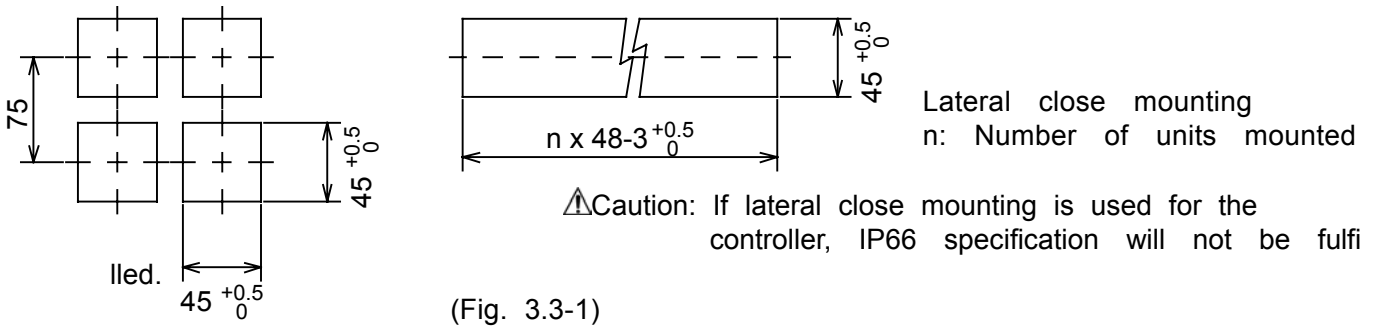 75
45 +0.5 0
45 +0.5 0
n x 48-3 +0.5 0
45 +0.5 0
Lateral close mounting
n: Number of units mounted
⚠Caution: If lateral close mounting is used for the
controller, IP66 specification will not be fulfi
lled.
(Fig. 3.3-1)